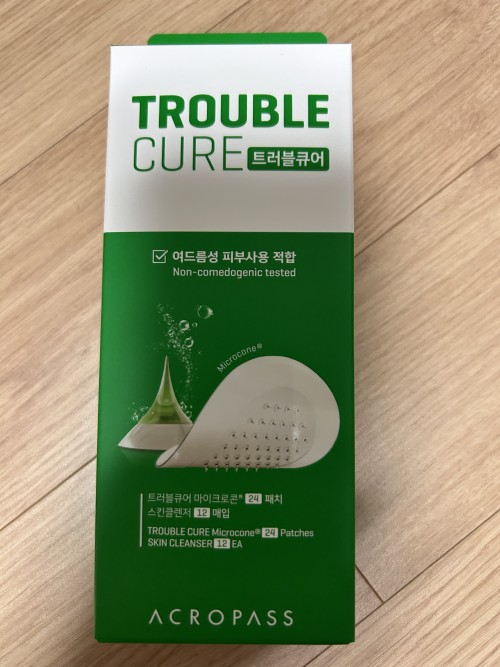 TROUBLE
CURE 트러블큐어
여드름성 피부사용 적합
Non-comedogenic tested
Microcone®
트러블큐어 마이크로콘® 24 패치
스킨클렌저 12 매입
TROUBLE CURE Microcone® 24 Patches
SKIN CLEANSER 12 EA
ACROPASS